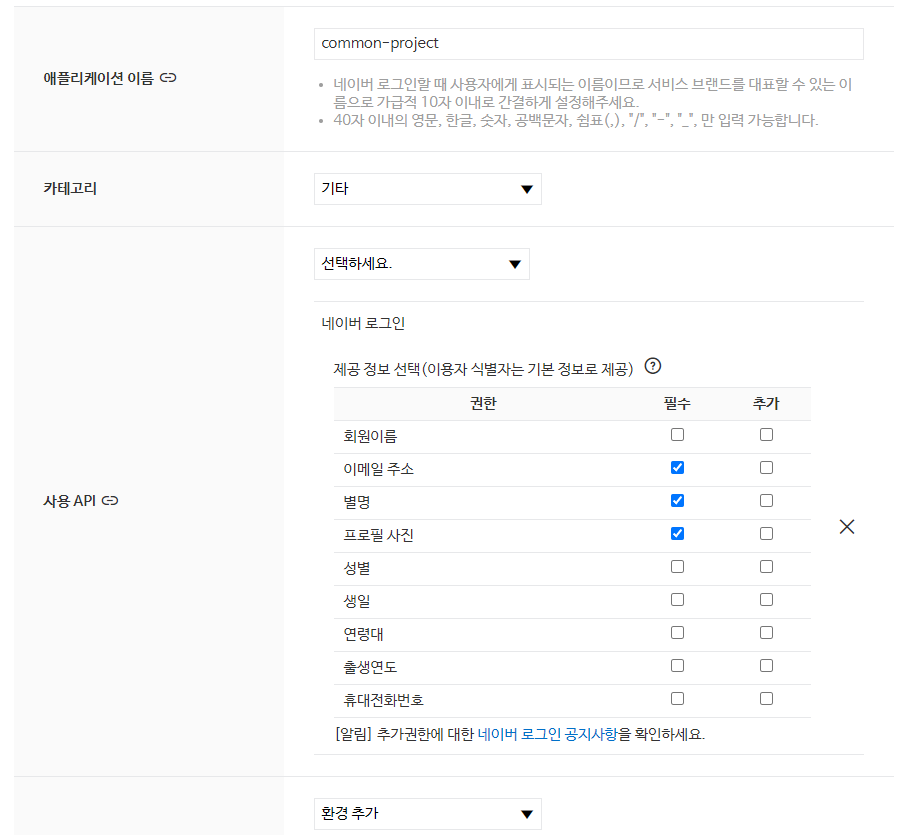 애플리케이션 이름
common-project
네이버 로그인할 때 사용자에게 표시되는 이름이므로 서비스 브랜드를 대표할 수 있는 이
름으로 가급적 10자 이내로 간결하게 설정해주세요.
40자 이내의 영문, 한글, 숫자, 공백문자, 쉼표(,), "/", "-", "_", 만 입력 가능합니다.
카테고리
기타
사용 API
선택하세요.
네이버 로그인
제공 정보 선택(이용자 식별자는 기본 정보로 제공) ?
권한 필수 추가
회원이름
이메일 주소
별명
프로필 사진
성별
생일
연령대
출생연도
휴대전화번호
[알림] 추가권한에 대한 네이버 로그인 공지사항을 확인하세요.
환경 추가